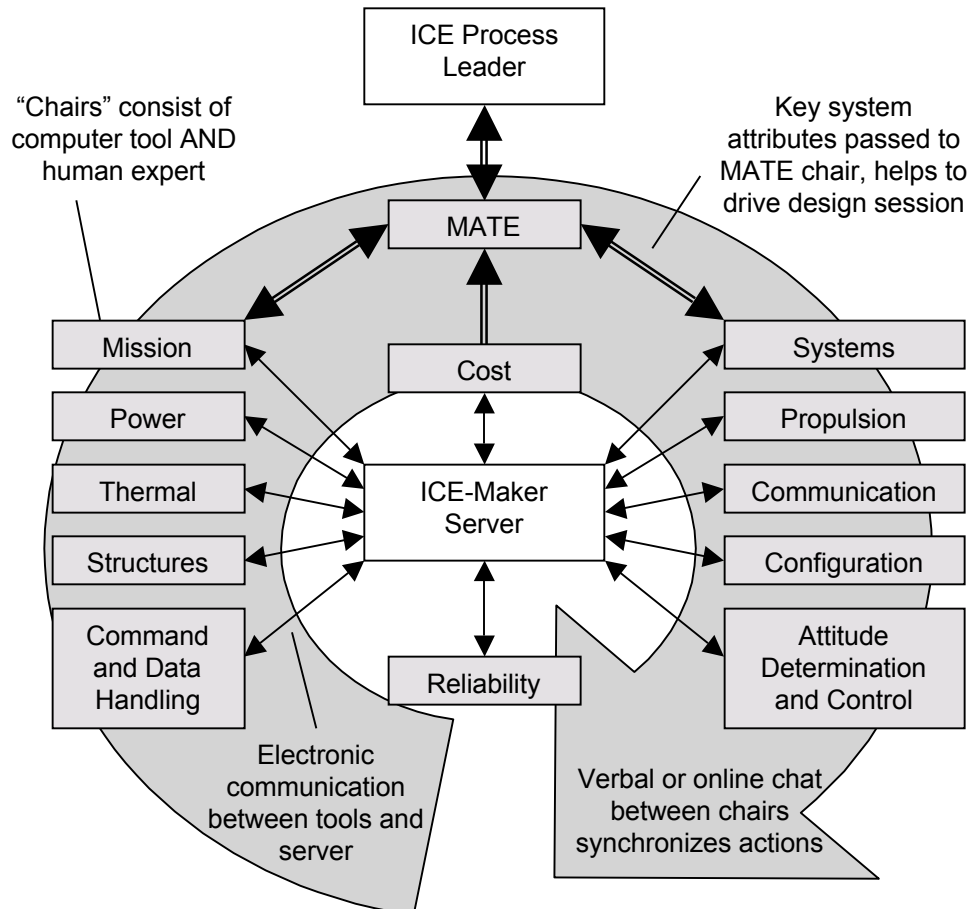 ICE Process
Leader
“Chairs” consist of
computer tool AND
human expert
Key system
attributes passed to
MATE chair, helps to
drive design session
MATE
Mission
Cost
Systems
Power
Propulsion
ICE-Maker
Server
Thermal
Communication
Structures
Configuration
Command
and Data
Handling
Reliability
Attitude
Determination
and Control
Electronic
communication
between tools and
server
Verbal or online chat
between chairs
synchronizes actions